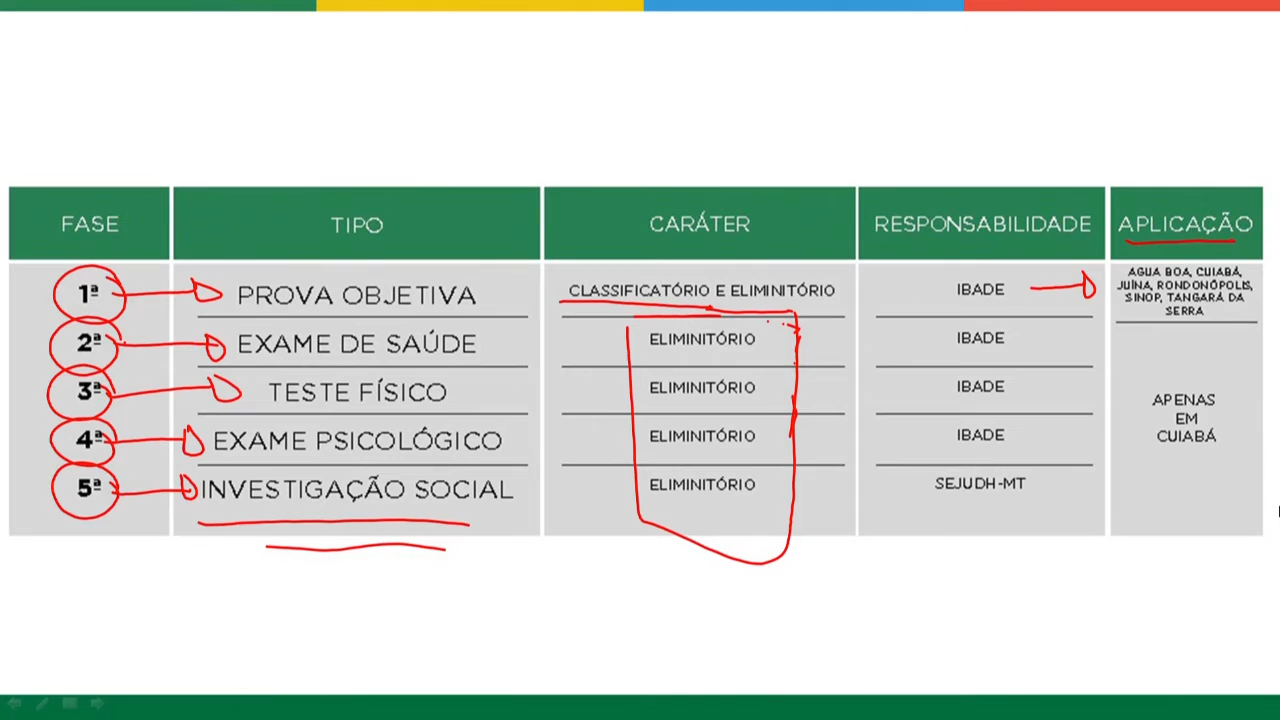 FASE TIPO CARÁTER RESPONSABILIDADE APLICAÇÃO
1ª PROVA OBJETIVA CLASSIFICATÓRIO E ELIMINITÓRIO IBADE
AGUA BOA, CUIABÁ,
JUÍNA, RONDONÓPOLIS,
SINOP, TANGARÁ DA
SERRA
2ª EXAME DE SAÚDE ELIMINITÓRIO IBADE
3ª TESTE FÍSICO ELIMINITÓRIO IBADE
4ª EXAME PSICOLÓGICO ELIMINITÓRIO IBADE
5ª INVESTIGAÇÃO SOCIAL ELIMINITÓRIO SEJUDH-MT
APENAS
EM
CUIABÁ